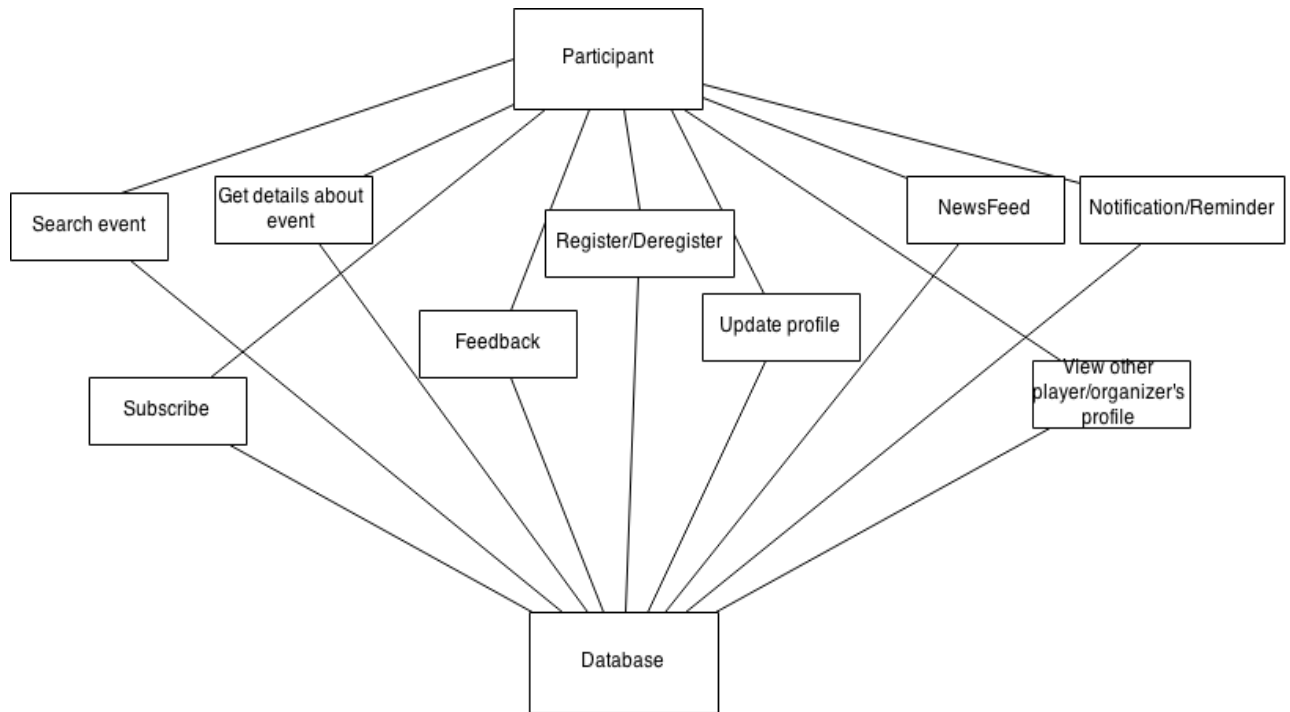 Participant
Search event
Get details about
event
Register/Deregister
NewsFeed
Notification/Reminder
Feedback
Update profile
Subscribe
View other
player/organizer's
profile
Database